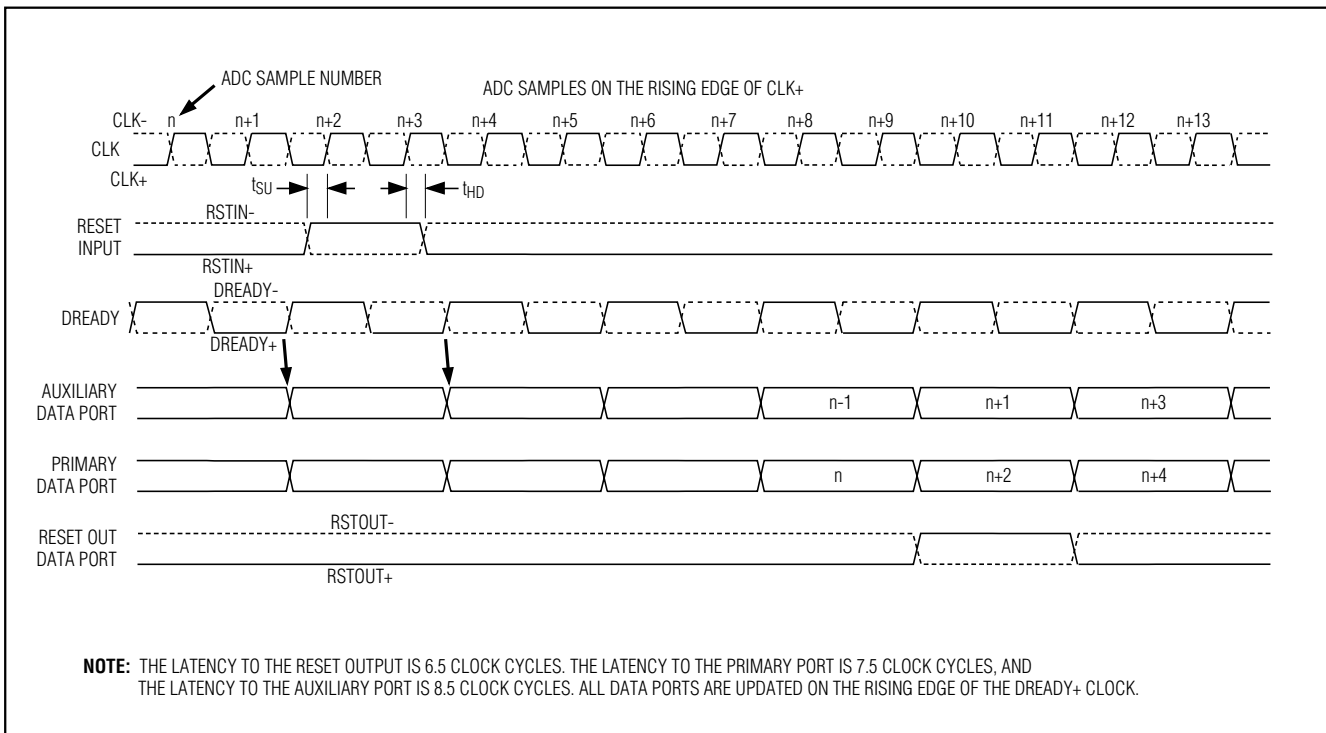 ADC SAMPLE NUMBER
ADC SAMPLES ON THE RISING EDGE OF CLK+
CLK- n n+1 n+2 n+3 n+4 n+5 n+6 n+7 n+8 n+9 n+10 n+11 n+12 n+13
CLK
CLK+
tSU tHD
RSTIN-
RESET
INPUT
RSTIN+
DREADY-
DREADY
DREADY+
AUXILIARY
DATA PORT
n-1 n+1 n+3
PRIMARY
DATA PORT
n n+2 n+4
RSTOUT-
RESET OUT
DATA PORT
RSTOUT+
NOTE: THE LATENCY TO THE RESET OUTPUT IS 6.5 CLOCK CYCLES. THE LATENCY TO THE PRIMARY PORT IS 7.5 CLOCK CYCLES, AND
THE LATENCY TO THE AUXILIARY PORT IS 8.5 CLOCK CYCLES. ALL DATA PORTS ARE UPDATED ON THE RISING EDGE OF THE DREADY+ CLOCK.